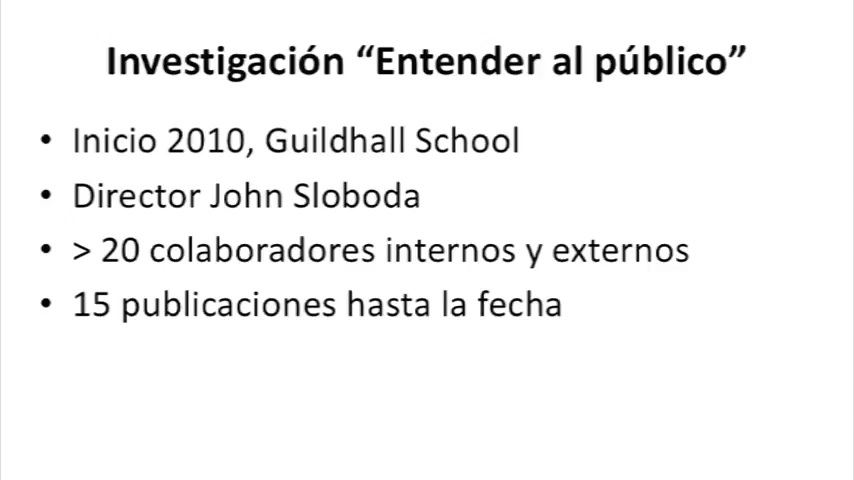 Investigación “Entender al público”
• Inicio 2010, Guildhall School
• Director John Sloboda
• > 20 colaboradores internos y externos
• 15 publicaciones hasta la fecha